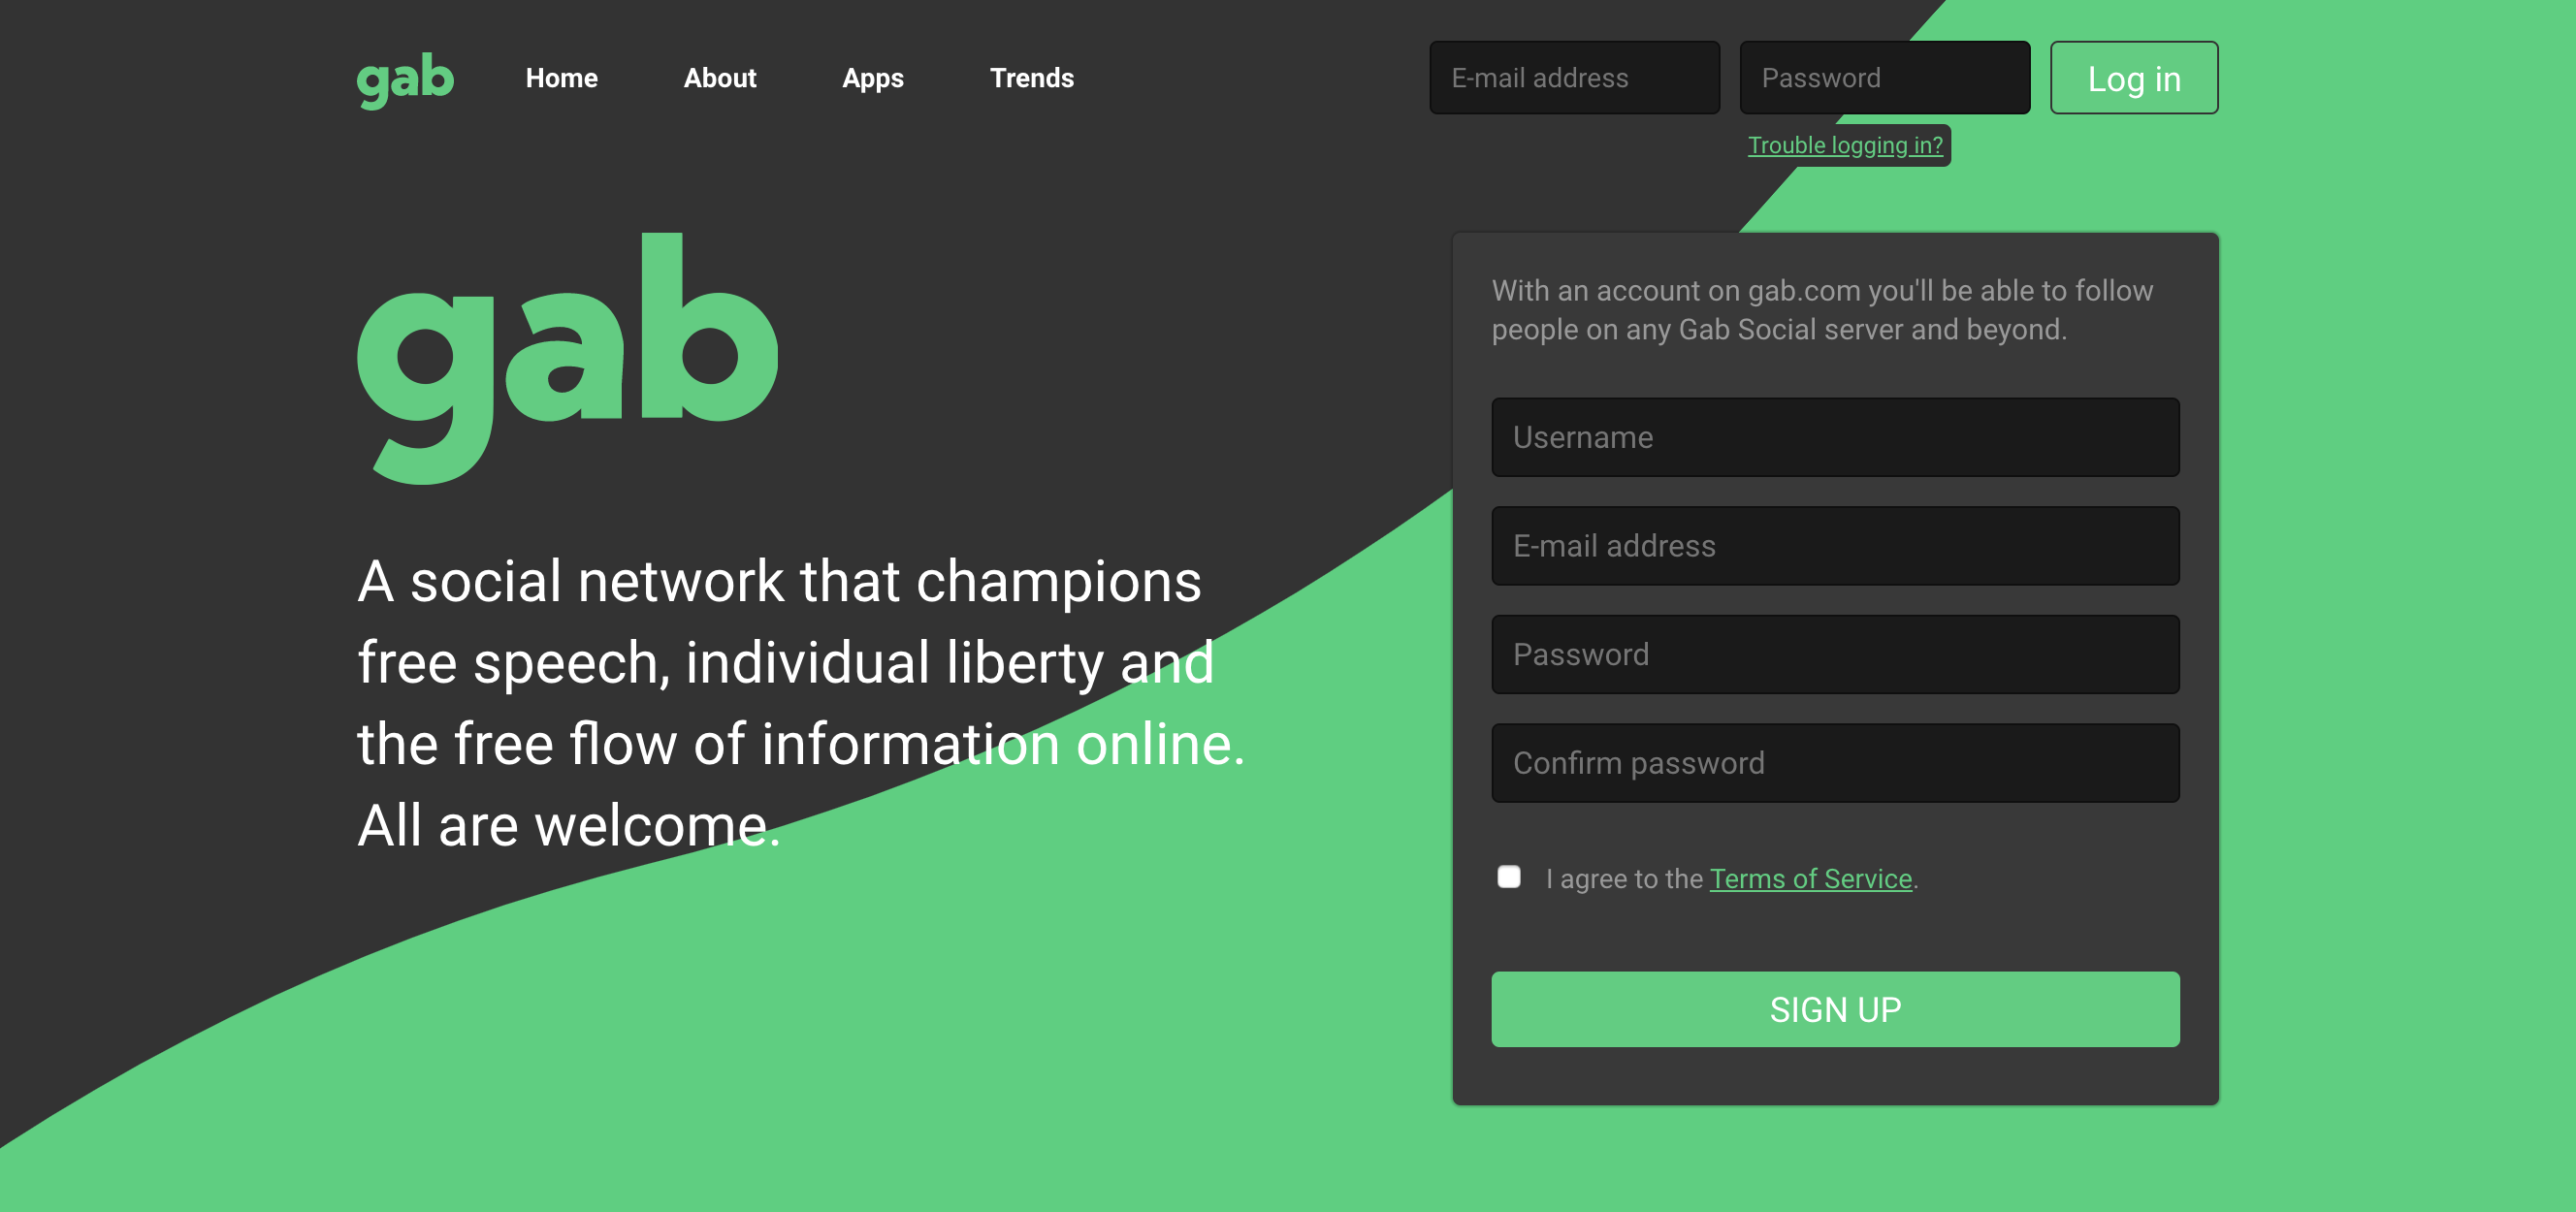 gab
Home
About
Apps
Trends
E-mail address
Password
Log in
Trouble logging in?
gab
A social network that champions
free speech, individual liberty and
the free flow of information online.
All are welcome.
With an account on gab.com you'll be able to follow
people on any Gab Social server and beyond.
Username
E-mail address
Password
Confirm password
I agree to the Terms of Service.
SIGN UP